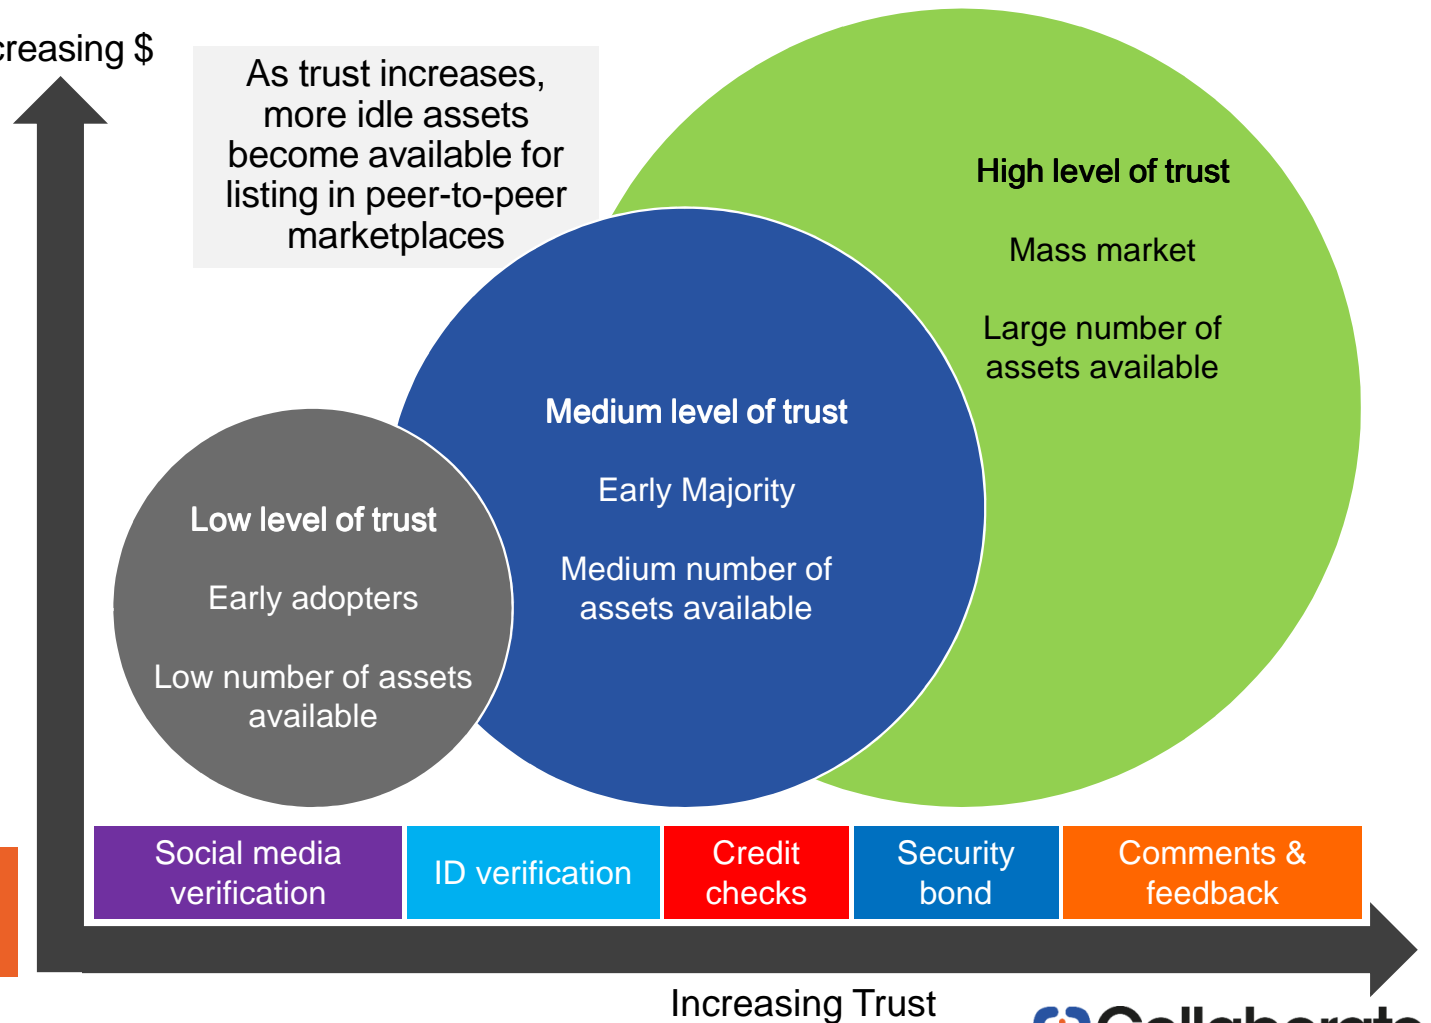 creasing $
As trust increases,
more idle assets
become available for
listing in peer-to-peer
marketplaces
High level of trust
Mass market
Large number of
assets available
Medium level of trust
Early Majority
Medium number of
assets available
Low level of trust
Early adopters
Low number of assets
available
Social media
verification
ID verification
Credit
checks
Security
bond
Comments &
feedback
Increasing Trust
Collaborate